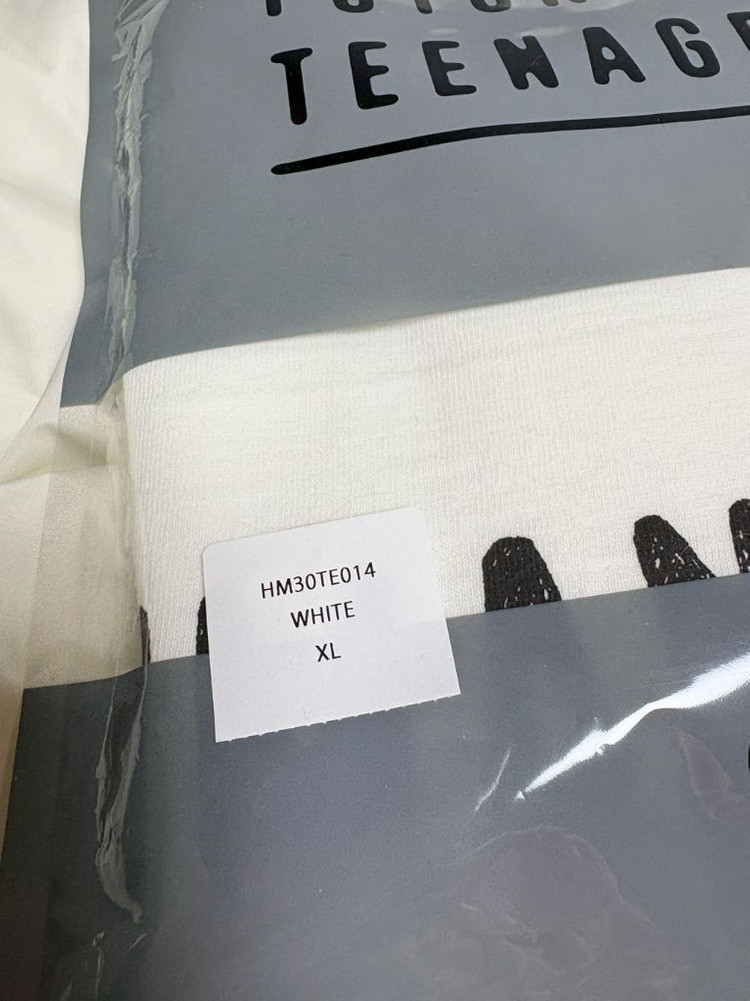 TEENAGE
HM30TE014
WHITE
XL